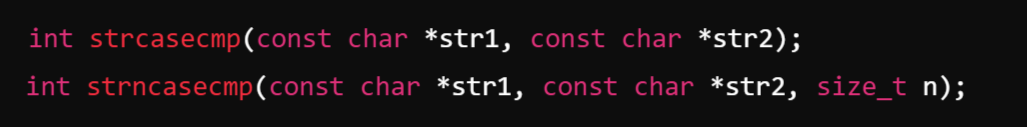 int strcasecmp(const char *str1, const char *str2);
int strncasecmp(const char *str1, const char *str2, size_t n);